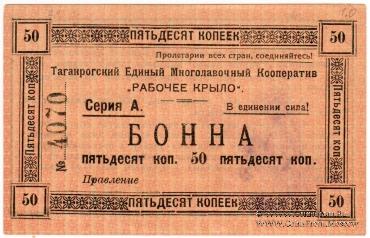 50 ПЯТЬДЕСЯТ КОПЕЕК 50
Пролетарии всех стран, соединяйтесь!
Таганрогский Единый Многолавочный Кооператив
„РАБОЧЕЕ КРЫЛО“.
Серия А. В единении сила!
БОННА
пятьдесят коп. 50 пятьдесят коп.
Правление
Пятьдесят коп.
№ 4070
Пятьдесят коп.
50 ПЯТЬДЕСЯТ КОПЕЕК 50